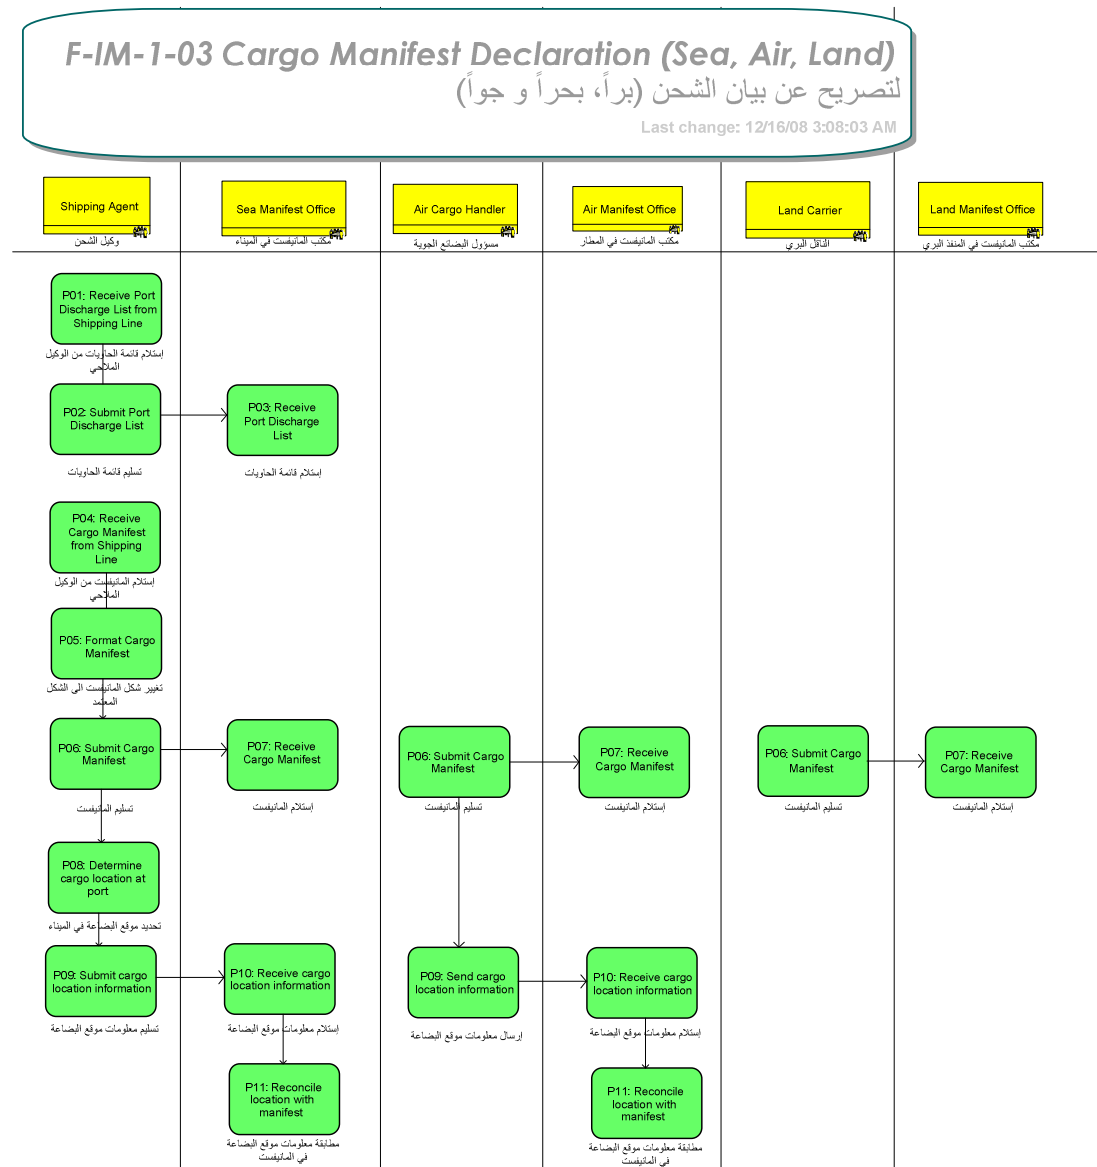 F-IM-1-03 Cargo Manifest Declaration (Sea, Air, Land)
لتصريح عن بيان الشحن (براً، بحراً و جواً)
Last change: 12/16/08 3:08:03 AM
Shipping Agent
وكيل الشحن
Sea Manifest Office
مكتب المانيفست في الميناء
Air Cargo Handler
مسؤول البضائع الجوية
Air Manifest Office
مكتب المانيفست في المطار
Land Carrier
الناقل البري
Land Manifest Office
مكتب المانيفست في المنفذ البري
P01: Receive Port
Discharge List from
Shipping Line
إستلام قائمة الحاويات من الوكيل
الملاحي
P02: Submit Port
Discharge List
تسليم قائمة الحاويات
P03: Receive
Port Discharge
List
إستلام قائمة الحاويات
P04: Receive
Cargo Manifest
from Shipping
Line
إستلام المانيفست من الوكيل
الملاحي
P05: Format Cargo
Manifest
تغيير شكل المانيفست الى الشكل
المعتمد
P06: Submit Cargo
Manifest
تسليم المانيفست
P07: Receive
Cargo Manifest
إستلام المانيفست
P06: Submit Cargo
Manifest
تسليم المانيفست
P07: Receive
Cargo Manifest
إستلام المانيفست
P06: Submit Cargo
Manifest
تسليم المانيفست
P07: Receive
Cargo Manifest
إستلام المانيفست
P08: Determine
cargo location at
port
تحديد موقع البضاعة في الميناء
P09: Submit cargo
location information
تسليم معلومات موقع البضاعة
P10: Receive cargo
location information
إستلام معلومات موقع البضاعة
P09: Send cargo
location information
إرسال معلومات موقع البضاعة
P10: Receive cargo
location information
إستلام معلومات موقع البضاعة
P11: Reconcile
location with
manifest
مطابقة معلومات موقع البضاعة
في المانيفست
P11: Reconcile
location with
manifest
مطابقة معلومات موقع البضاعة
في المانيفست